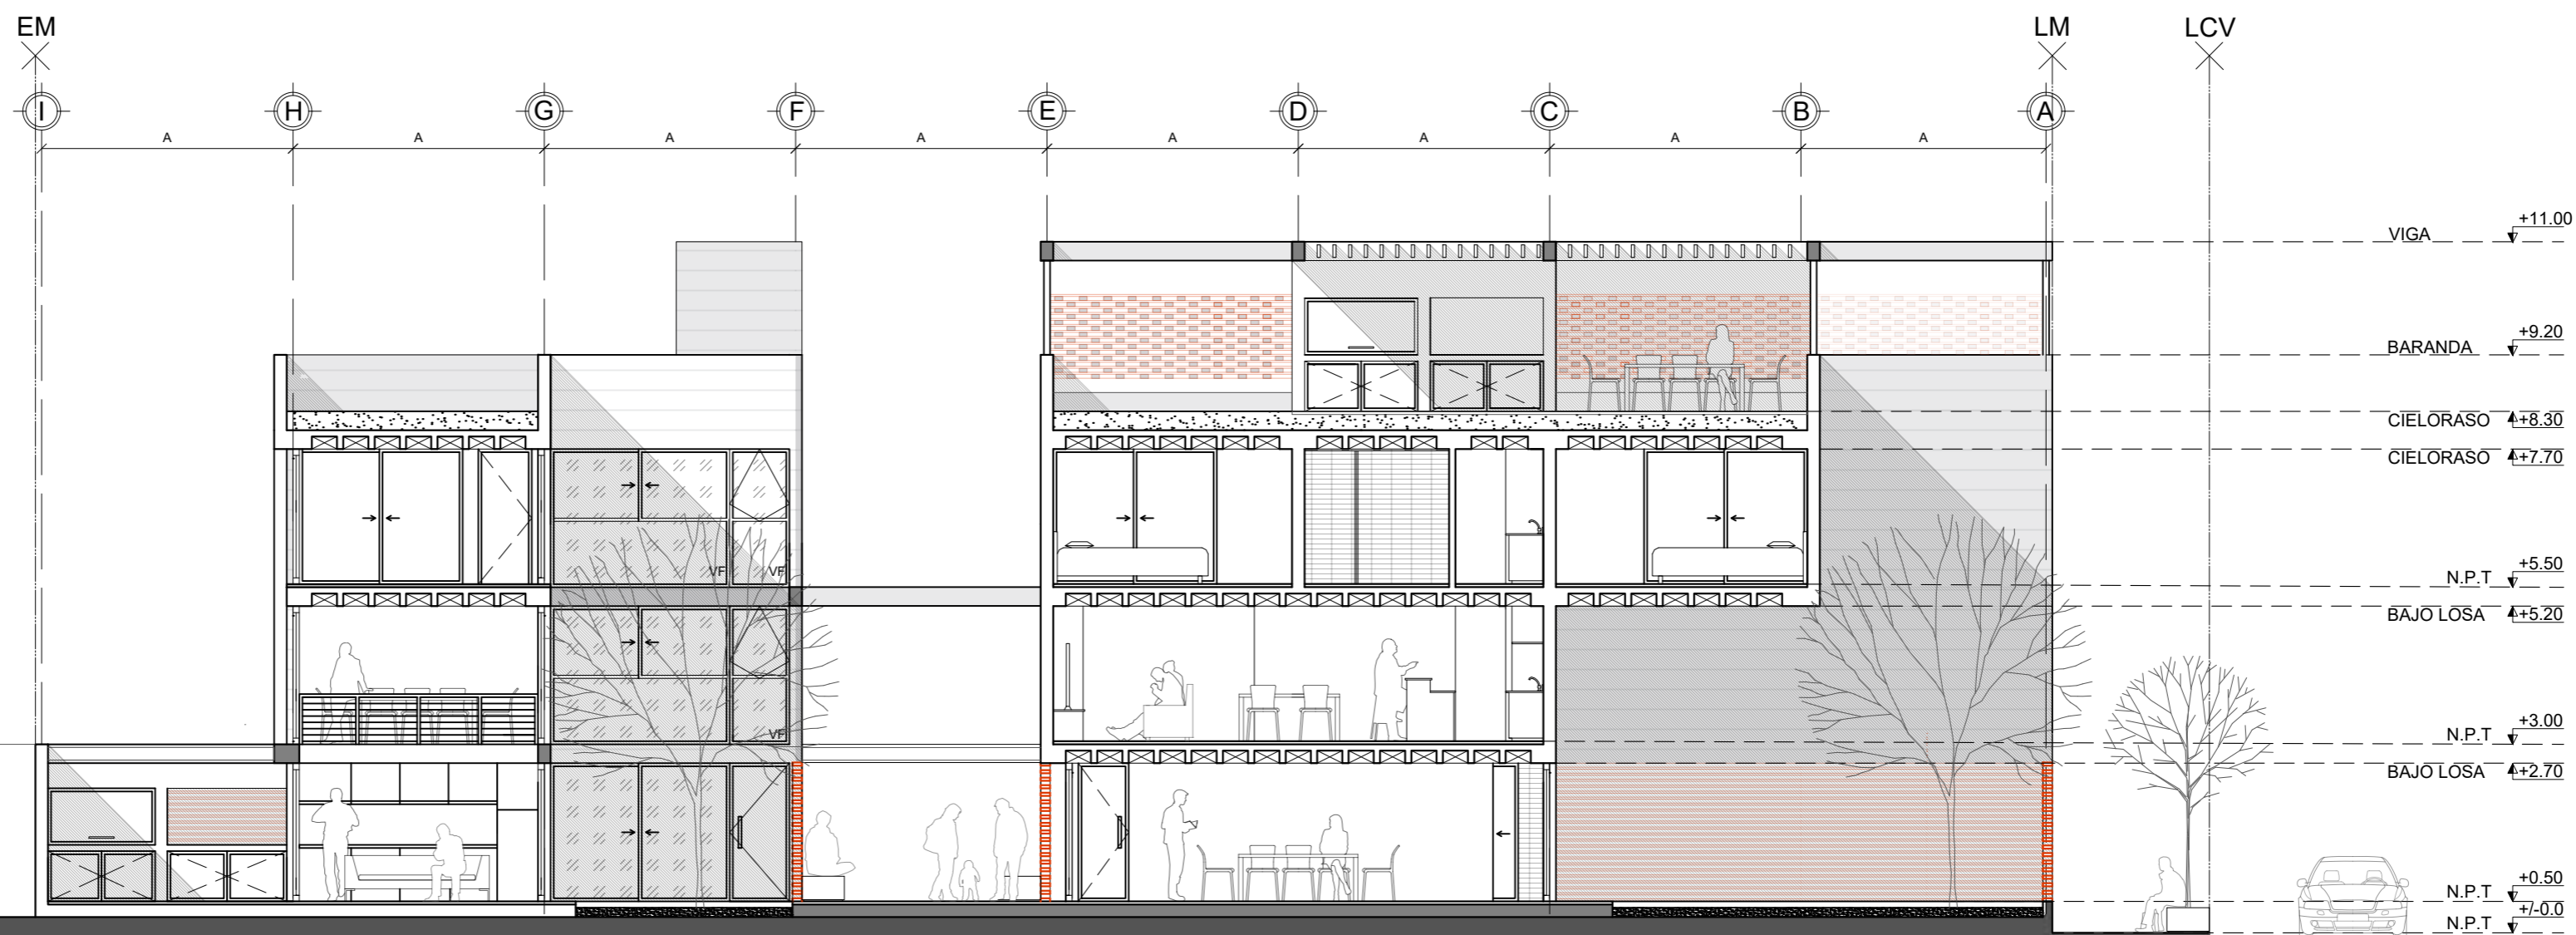 EM LM LCV
I H G F E D C B A
A A A A A A A A
+11.00
VIGA
+9.20
BARANDA
CIELORASO +8.30
CIELORASO +7.70
VF VF
+5.50
N.P.T
BAJO LOSA +5.20
VF
+3.00
N.P.T
BAJO LOSA +2.70
+0.50
N.P.T
+/-0.0
N.P.T